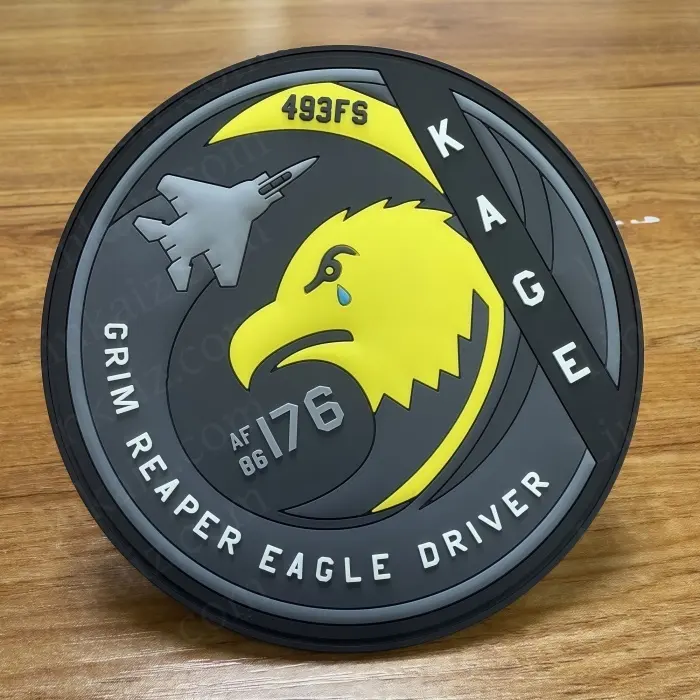 493FS
KAGE
AF
86
176
GRIM REAPER EAGLE DRIVER